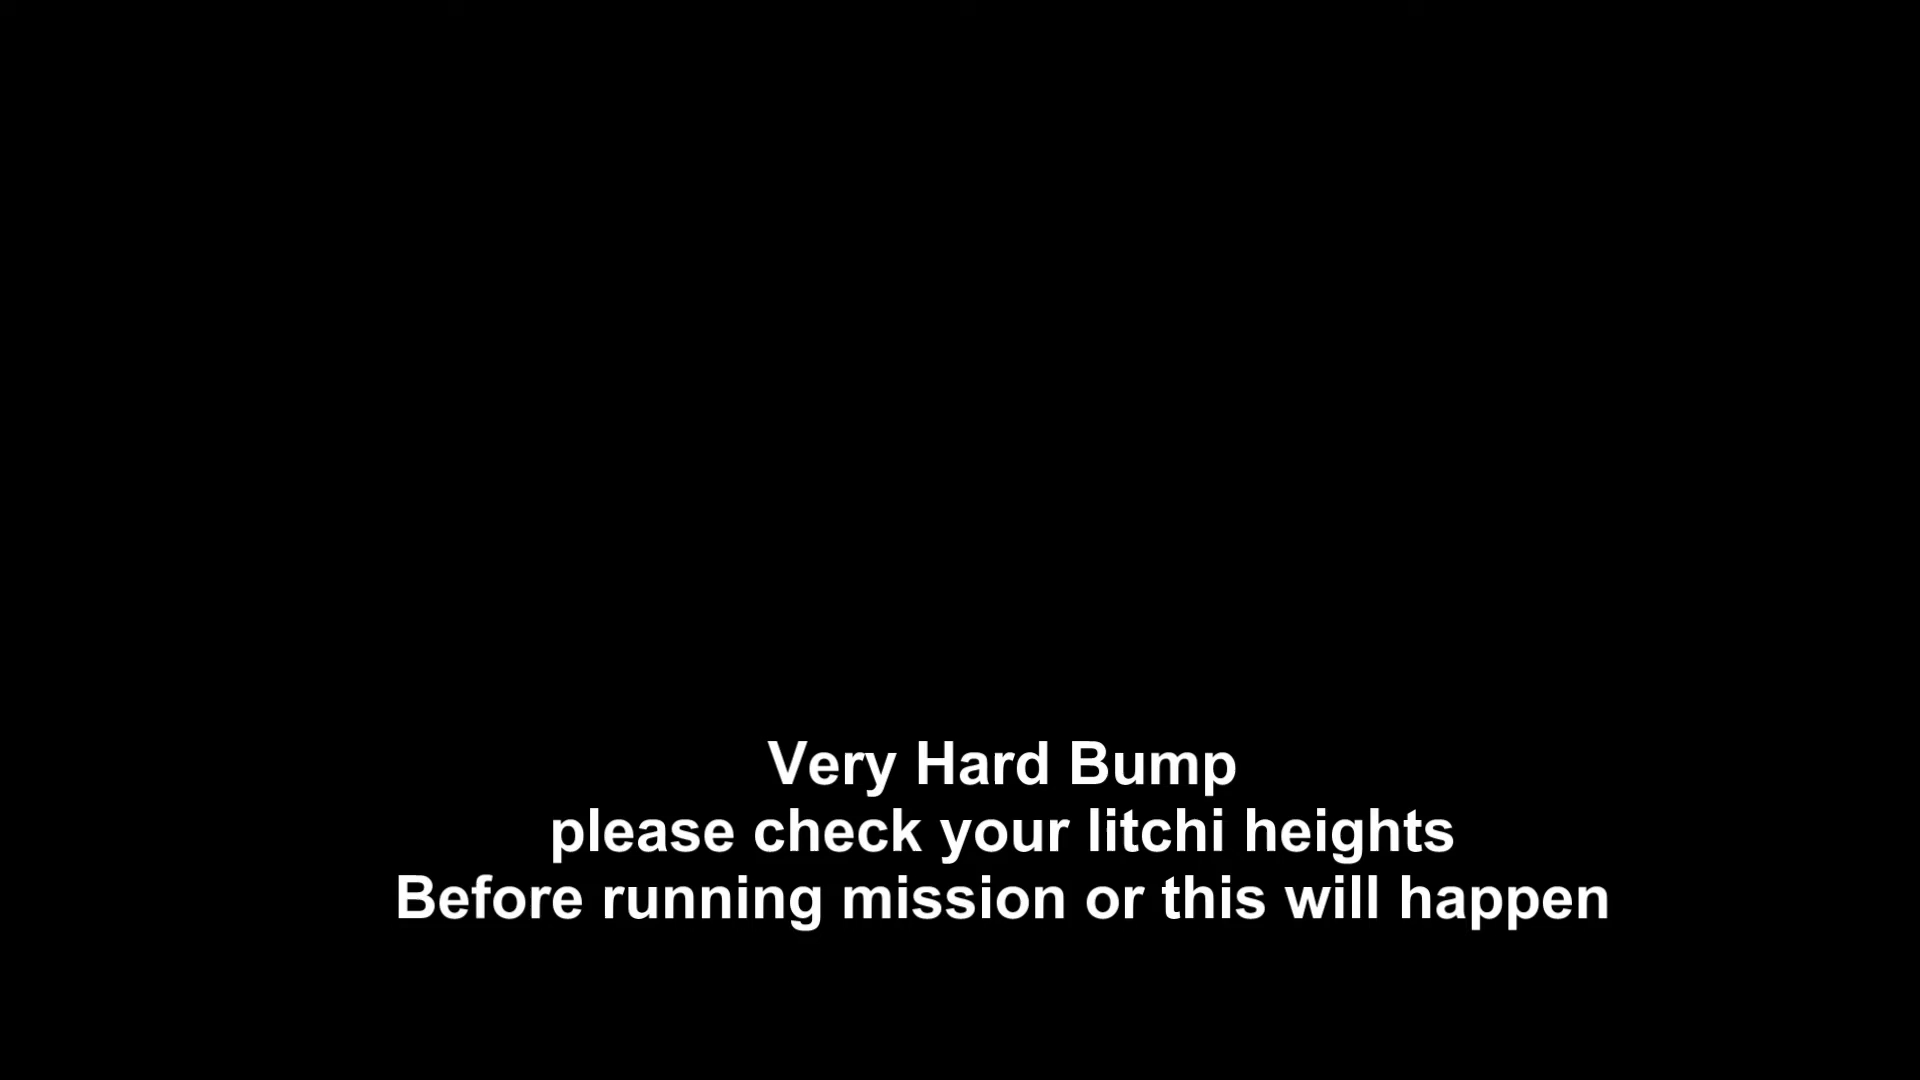 Very Hard Bump
please check your litchi heights
Before running mission or this will happen